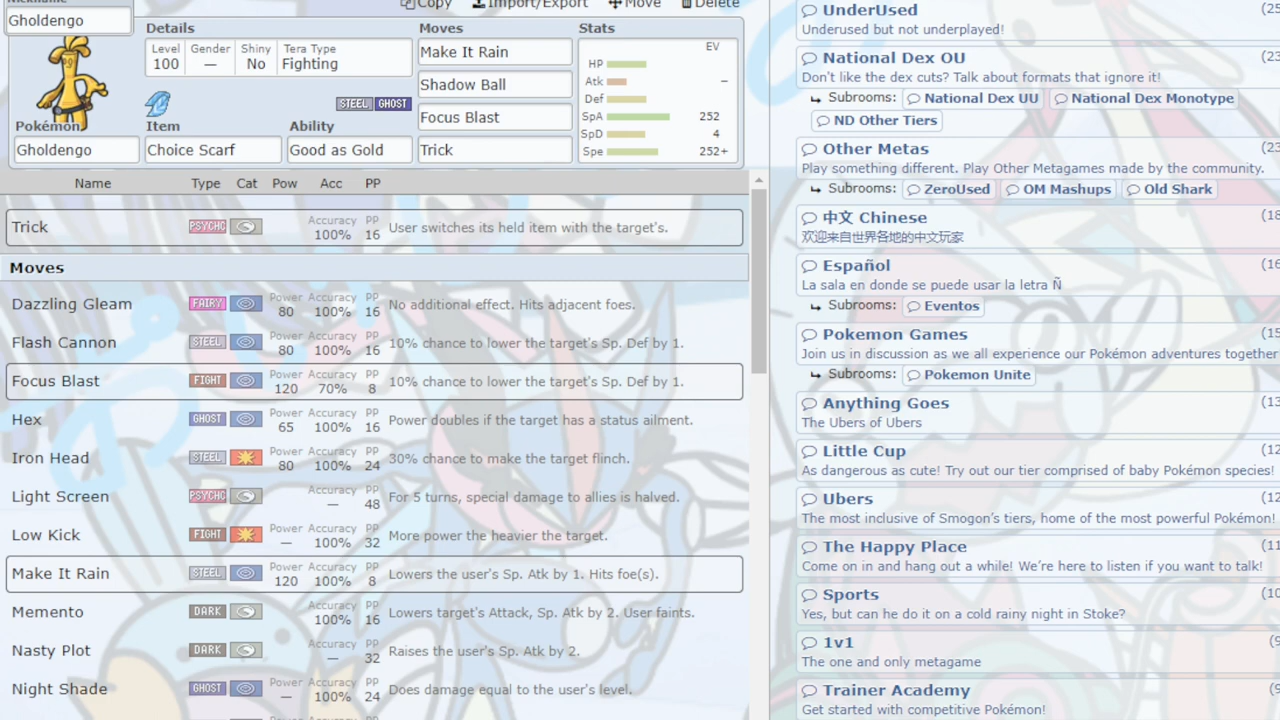 Nickname
Gholdengo
Copy Import/Export Move Delete
Details
Level Gender Shiny Tera Type
100 — No Fighting
STEEL GHOST
Pokémon Item Ability
Gholdengo Choice Scarf Good as Gold
Moves
Make It Rain
Shadow Ball
Focus Blast
Trick
Stats
EV
HP
Atk –
Def
SpA 252
SpD 4
Spe 252+
Name Type Cat Pow Acc PP
Trick PSYCHC Accuracy 100% PP 16 User switches its held item with the target's.
Moves
Dazzling Gleam FAIRY Power 80 Accuracy 100% PP 16 No additional effect. Hits adjacent foes.
Flash Cannon STEEL Power 80 Accuracy 100% PP 16 10% chance to lower the target's Sp. Def by 1.
Focus Blast FIGHT Power 120 Accuracy 70% PP 8 10% chance to lower the target's Sp. Def by 1.
Hex GHOST Power 65 Accuracy 100% PP 16 Power doubles if the target has a status ailment.
Iron Head STEEL Power 80 Accuracy 100% PP 24 30% chance to make the target flinch.
Light Screen PSYCHC Accuracy — PP 48 For 5 turns, special damage to allies is halved.
Low Kick FIGHT Power — Accuracy 100% PP 32 More power the heavier the target.
Make It Rain STEEL Power 120 Accuracy 100% PP 8 Lowers the user's Sp. Atk by 1. Hits foe(s).
Memento DARK Accuracy 100% PP 16 Lowers target's Attack, Sp. Atk by 2. User faints.
Nasty Plot DARK Accuracy — PP 32 Raises the user's Sp. Atk by 2.
Night Shade GHOST Power — Accuracy 100% PP 24 Does damage equal to the user's level.
UnderUsed
Underused but not underplayed!
National Dex OU
Don't like the dex cuts? Talk about formats that ignore it!
Subrooms: National Dex UU National Dex Monotype
ND Other Tiers
Other Metas
Play something different. Play Other Metagames made by the community.
Subrooms: ZeroUsed OM Mashups Old Shark
中文 Chinese
欢迎来自世界各地的中文玩家
Español
La sala en donde se puede usar la letra Ñ
Subrooms: Eventos
Pokemon Games
Join us in discussion as we all experience our Pokémon adventures together
Subrooms: Pokemon Unite
Anything Goes
The Ubers of Ubers
Little Cup
As dangerous as cute! Try out our tier comprised of baby Pokémon species!
Ubers
The most inclusive of Smogon's tiers, home of the most powerful Pokémon!
The Happy Place
Come on in and hang out a while! We're here to listen if you want to talk!
Sports
Yes, but can he do it on a cold rainy night in Stoke?
1v1
The one and only metagame
Trainer Academy
Get started with competitive Pokémon!